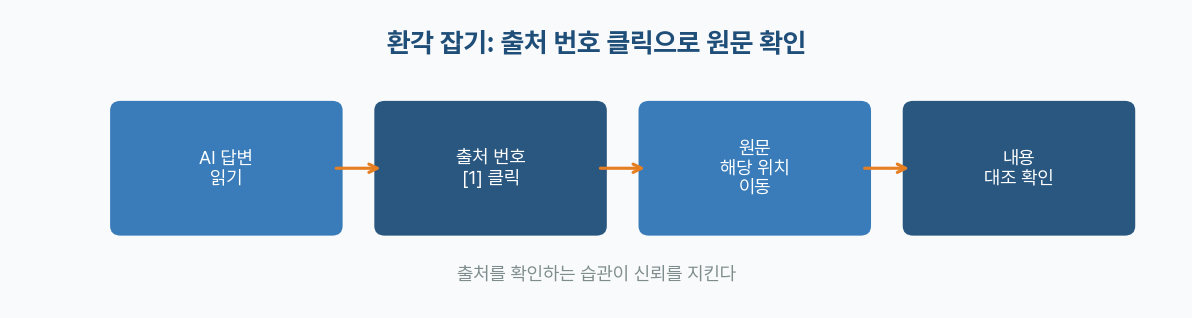 환각 잡기: 출처 번호 클릭으로 원문 확인
AI 답변
읽기
출처 번호
[1] 클릭
원문
해당 위치
이동
내용
대조 확인
출처를 확인하는 습관이 신뢰를 지킨다